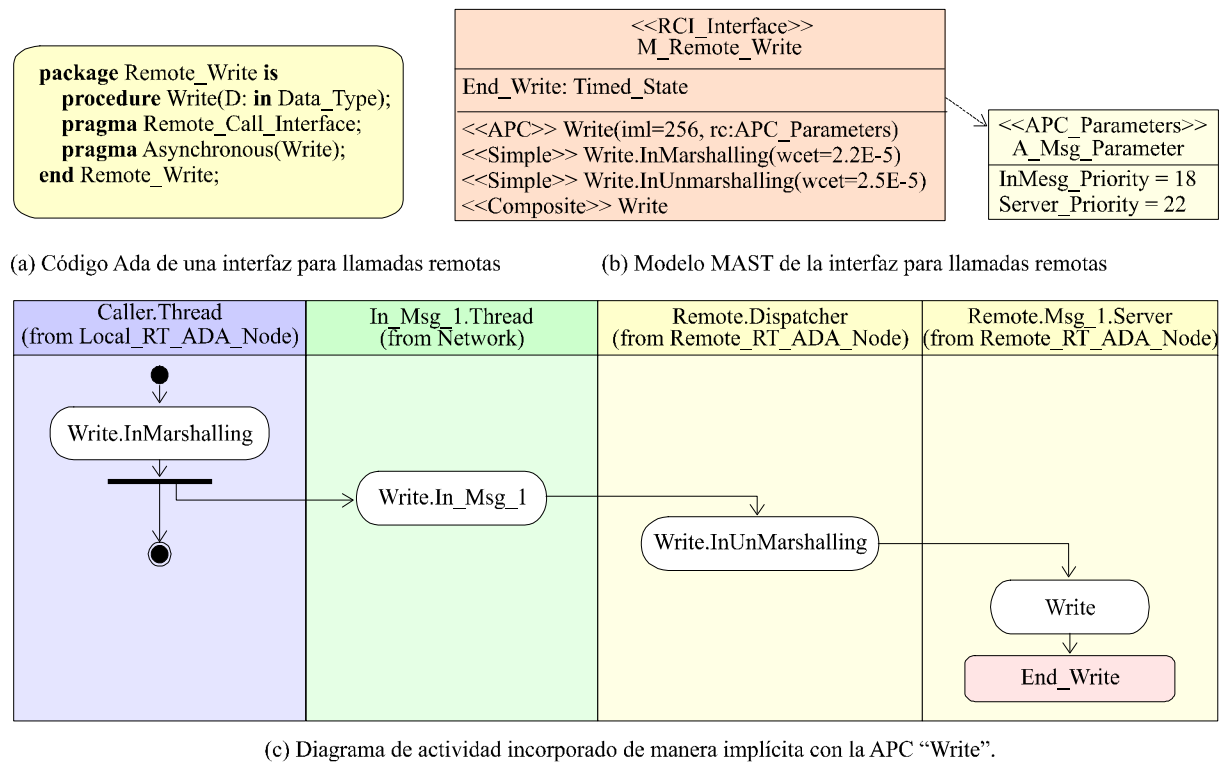 package Remote_Write is
procedure Write(D: in Data_Type);
pragma Remote_Call_Interface;
pragma Asynchronous(Write);
end Remote_Write;
<<RCI_Interface>>
M_Remote_Write
End_Write: Timed_State
<<APC>> Write(iml=256, rc:APC_Parameters)
<<Simple>> Write.InMarshalling(wcet=2.2E-5)
<<Simple>> Write.InUnmarshalling(wcet=2.5E-5)
<<Composite>> Write
<<APC_Parameters>>
A_Msg_Parameter
InMesg_Priority = 18
Server_Priority = 22
(a) Código Ada de una interfaz para llamadas remotas
(b) Modelo MAST de la interfaz para llamadas remotas
Caller.Thread
(from Local_RT_ADA_Node)
In_Msg_1.Thread
(from Network)
Remote.Dispatcher
(from Remote_RT_ADA_Node)
Remote.Msg_1.Server
(from Remote_RT_ADA_Node)
Write.InMarshalling
Write.In_Msg_1
Write.InUnMarshalling
Write
End_Write
(c) Diagrama de actividad incorporado de manera implícita con la APC “Write”.